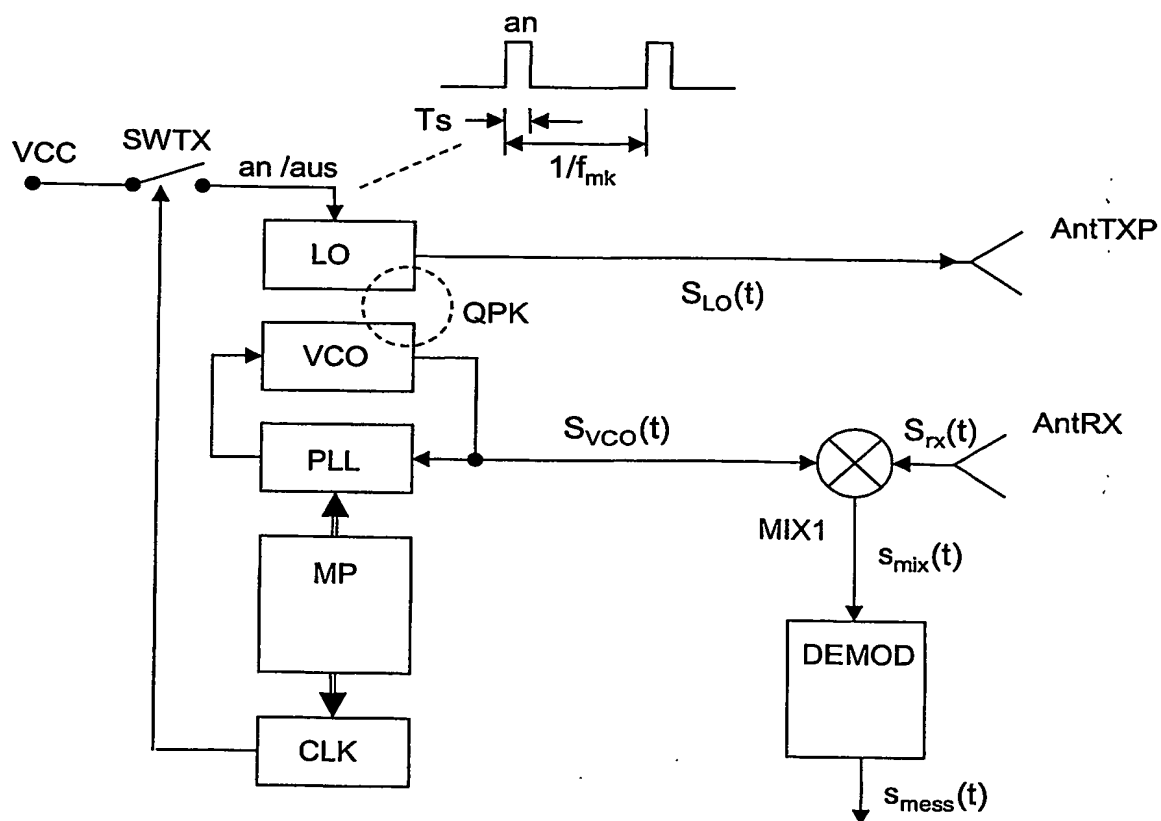 an
Ts
1/fmk
VCC
SWTX
an /aus
LO
AntTXP
SLO(t)
QPK
VCO
SVCO(t)
Srx(t)
AntRX
PLL
MIX1
smix(t)
MP
DEMOD
CLK
smess(t)